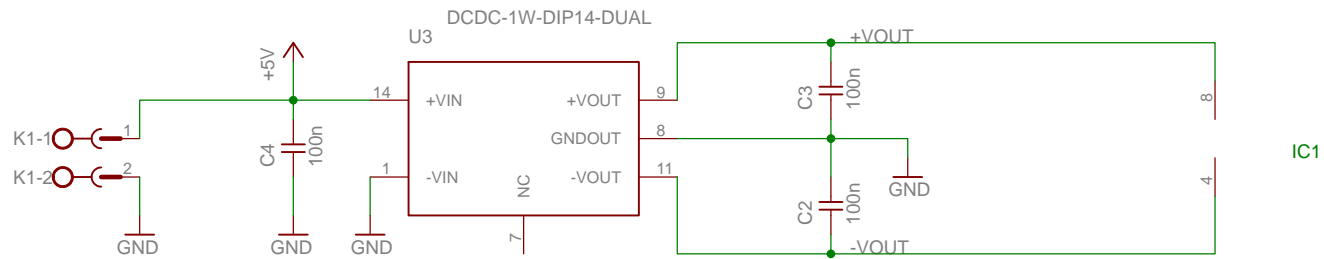 DCDC-1W-DIP14-DUAL
U3
+VOUT
+5V
14
+VIN
+VOUT
9
C3
100n
8
K1-1
1
C4
100n
GNDOUT
8
IC1
K1-2
2
1
-VIN
-VOUT
11
GND
4
NC
C2
100n
7
GND
GND
GND
-VOUT